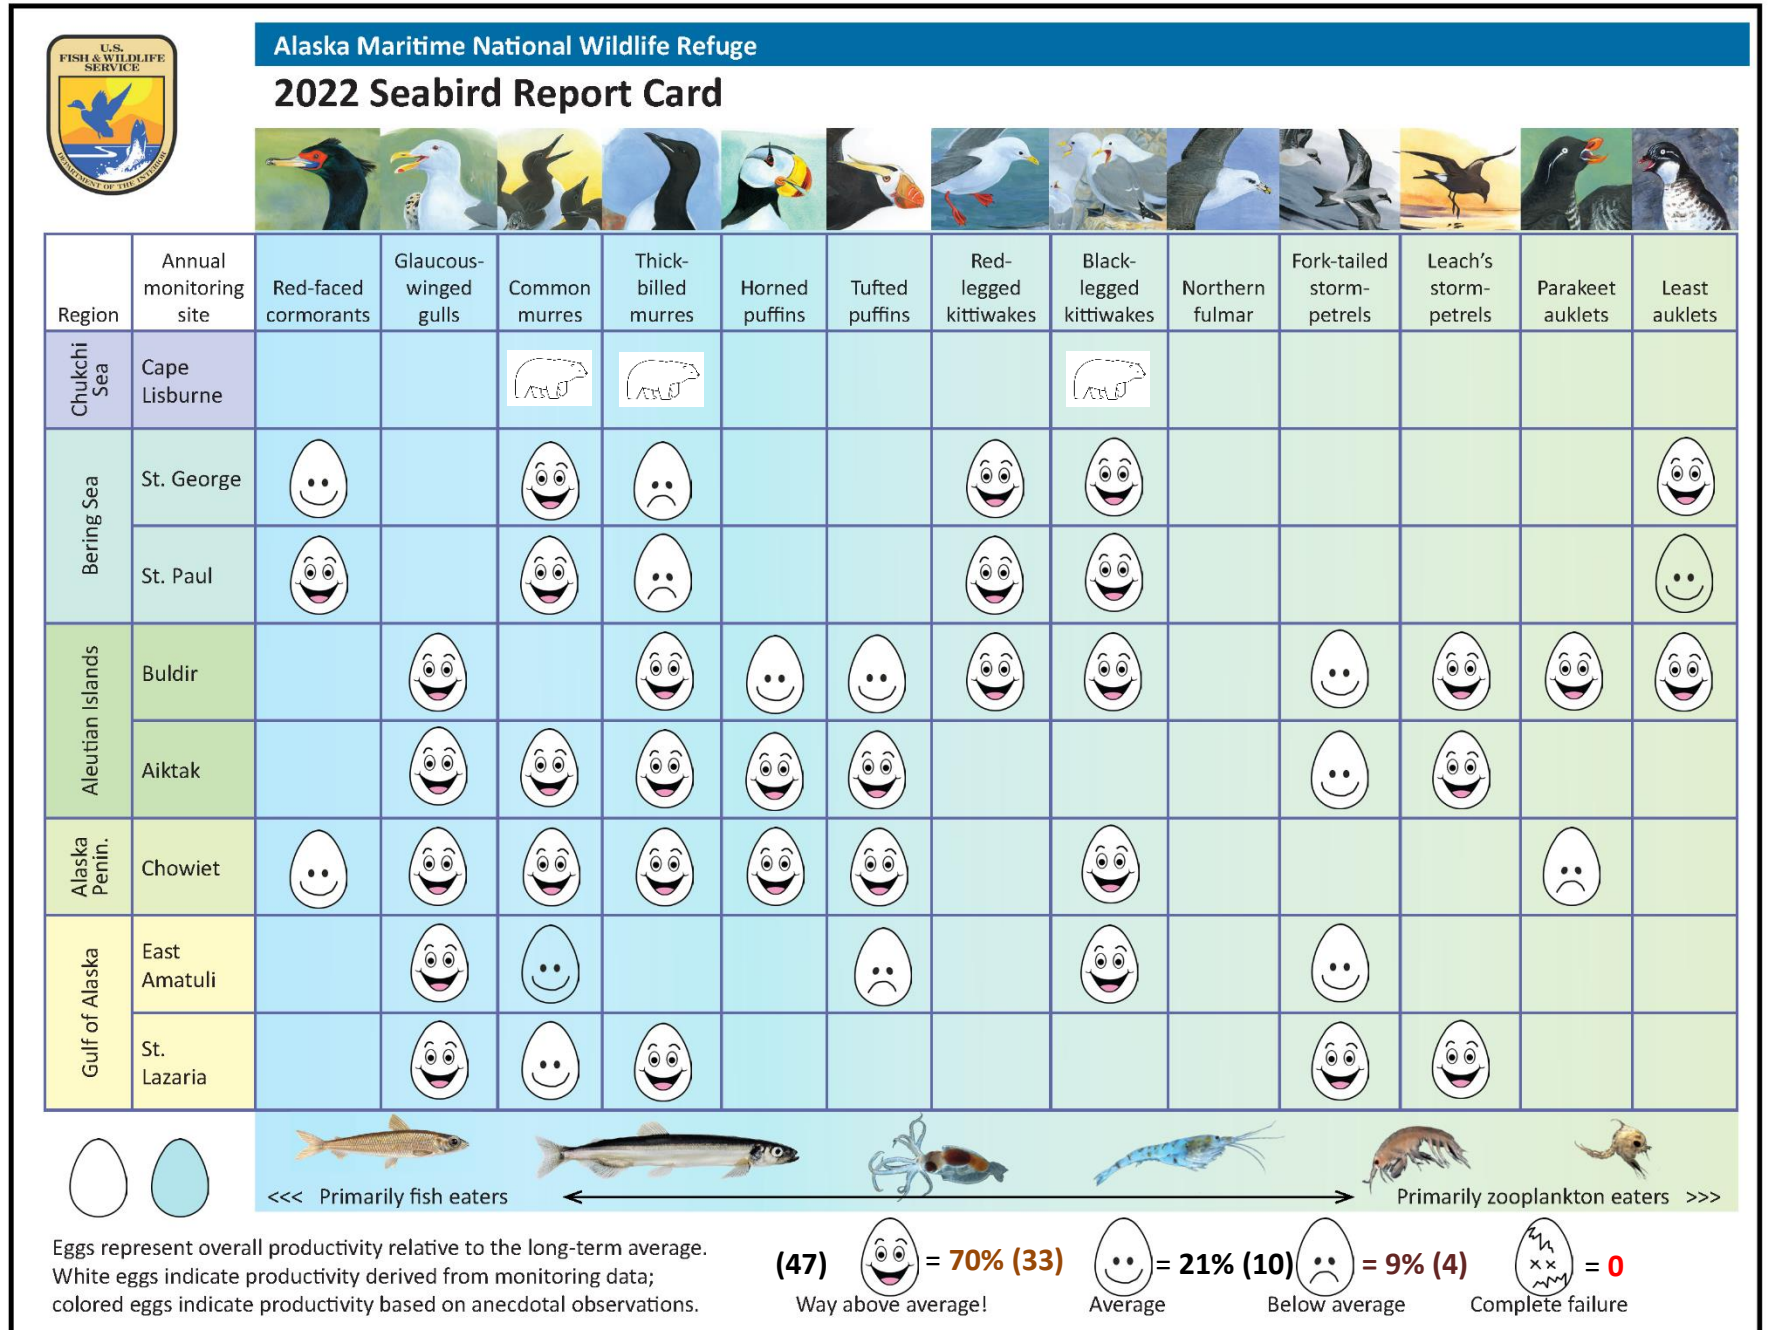 U.S.
FISH & WILDLIFE
SERVICE
DEPARTMENT OF THE INTERIOR
Alaska Maritime National Wildlife Refuge
2022 Seabird Report Card
Region
Annual
monitoring
site
Red-faced
cormorants
Glaucous-
winged
gulls
Common
murres
Thick-
billed
murres
Horned
puffins
Tufted
puffins
Red-
legged
kittiwakes
Black-
legged
kittiwakes
Northern
fulmar
Fork-tailed
storm-
petrels
Leach's
storm-
petrels
Parakeet
auklets
Least
auklets
Chukchi
Sea
Cape
Lisburne
Bering Sea
St. George
St. Paul
Aleutian Islands
Buldir
Aiktak
Alaska
Penin.
Chowiet
Gulf of Alaska
East
Amatuli
St.
Lazaria
<<< Primarily fish eaters
Primarily zooplankton eaters >>>
Eggs represent overall productivity relative to the long-term average.
White eggs indicate productivity derived from monitoring data;
colored eggs indicate productivity based on anecdotal observations.
(47)
= 70% (33)
Way above average!
= 21% (10)
Average
= 9% (4)
Below average
= 0
Complete failure